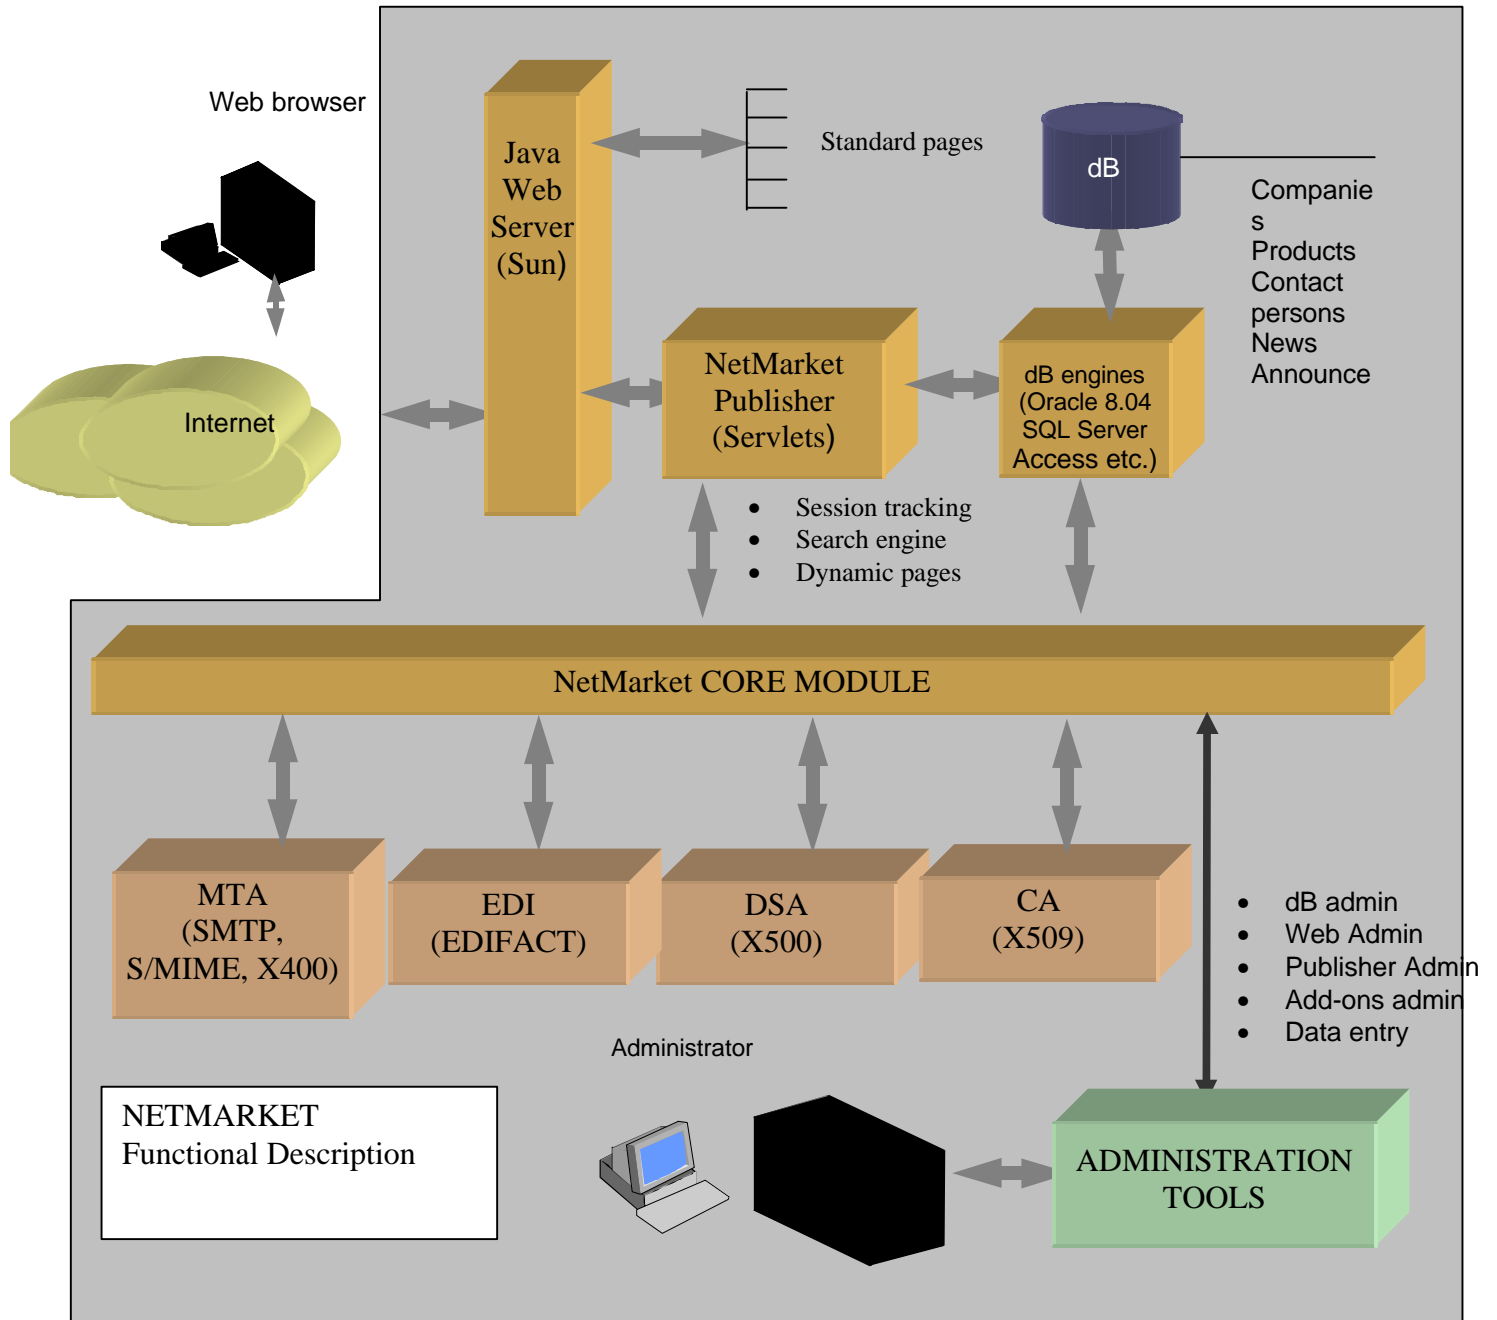 Web browser
Java
Web
Server
(Sun)
Standard pages
dB
Companie
s
Products
Contact
persons
News
Announce
Internet
NetMarket
Publisher
(Servlets)
dB engines
(Oracle 8.04
SQL Server
Access etc.)
• Session tracking
• Search engine
• Dynamic pages
NetMarket CORE MODULE
MTA
(SMTP,
S/MIME, X400)
EDI
(EDIFACT)
DSA
(X500)
CA
(X509)
• dB admin
• Web Admin
• Publisher Admin
• Add-ons admin
• Data entry
Administrator
NETMARKET
Functional Description
ADMINISTRATION
TOOLS